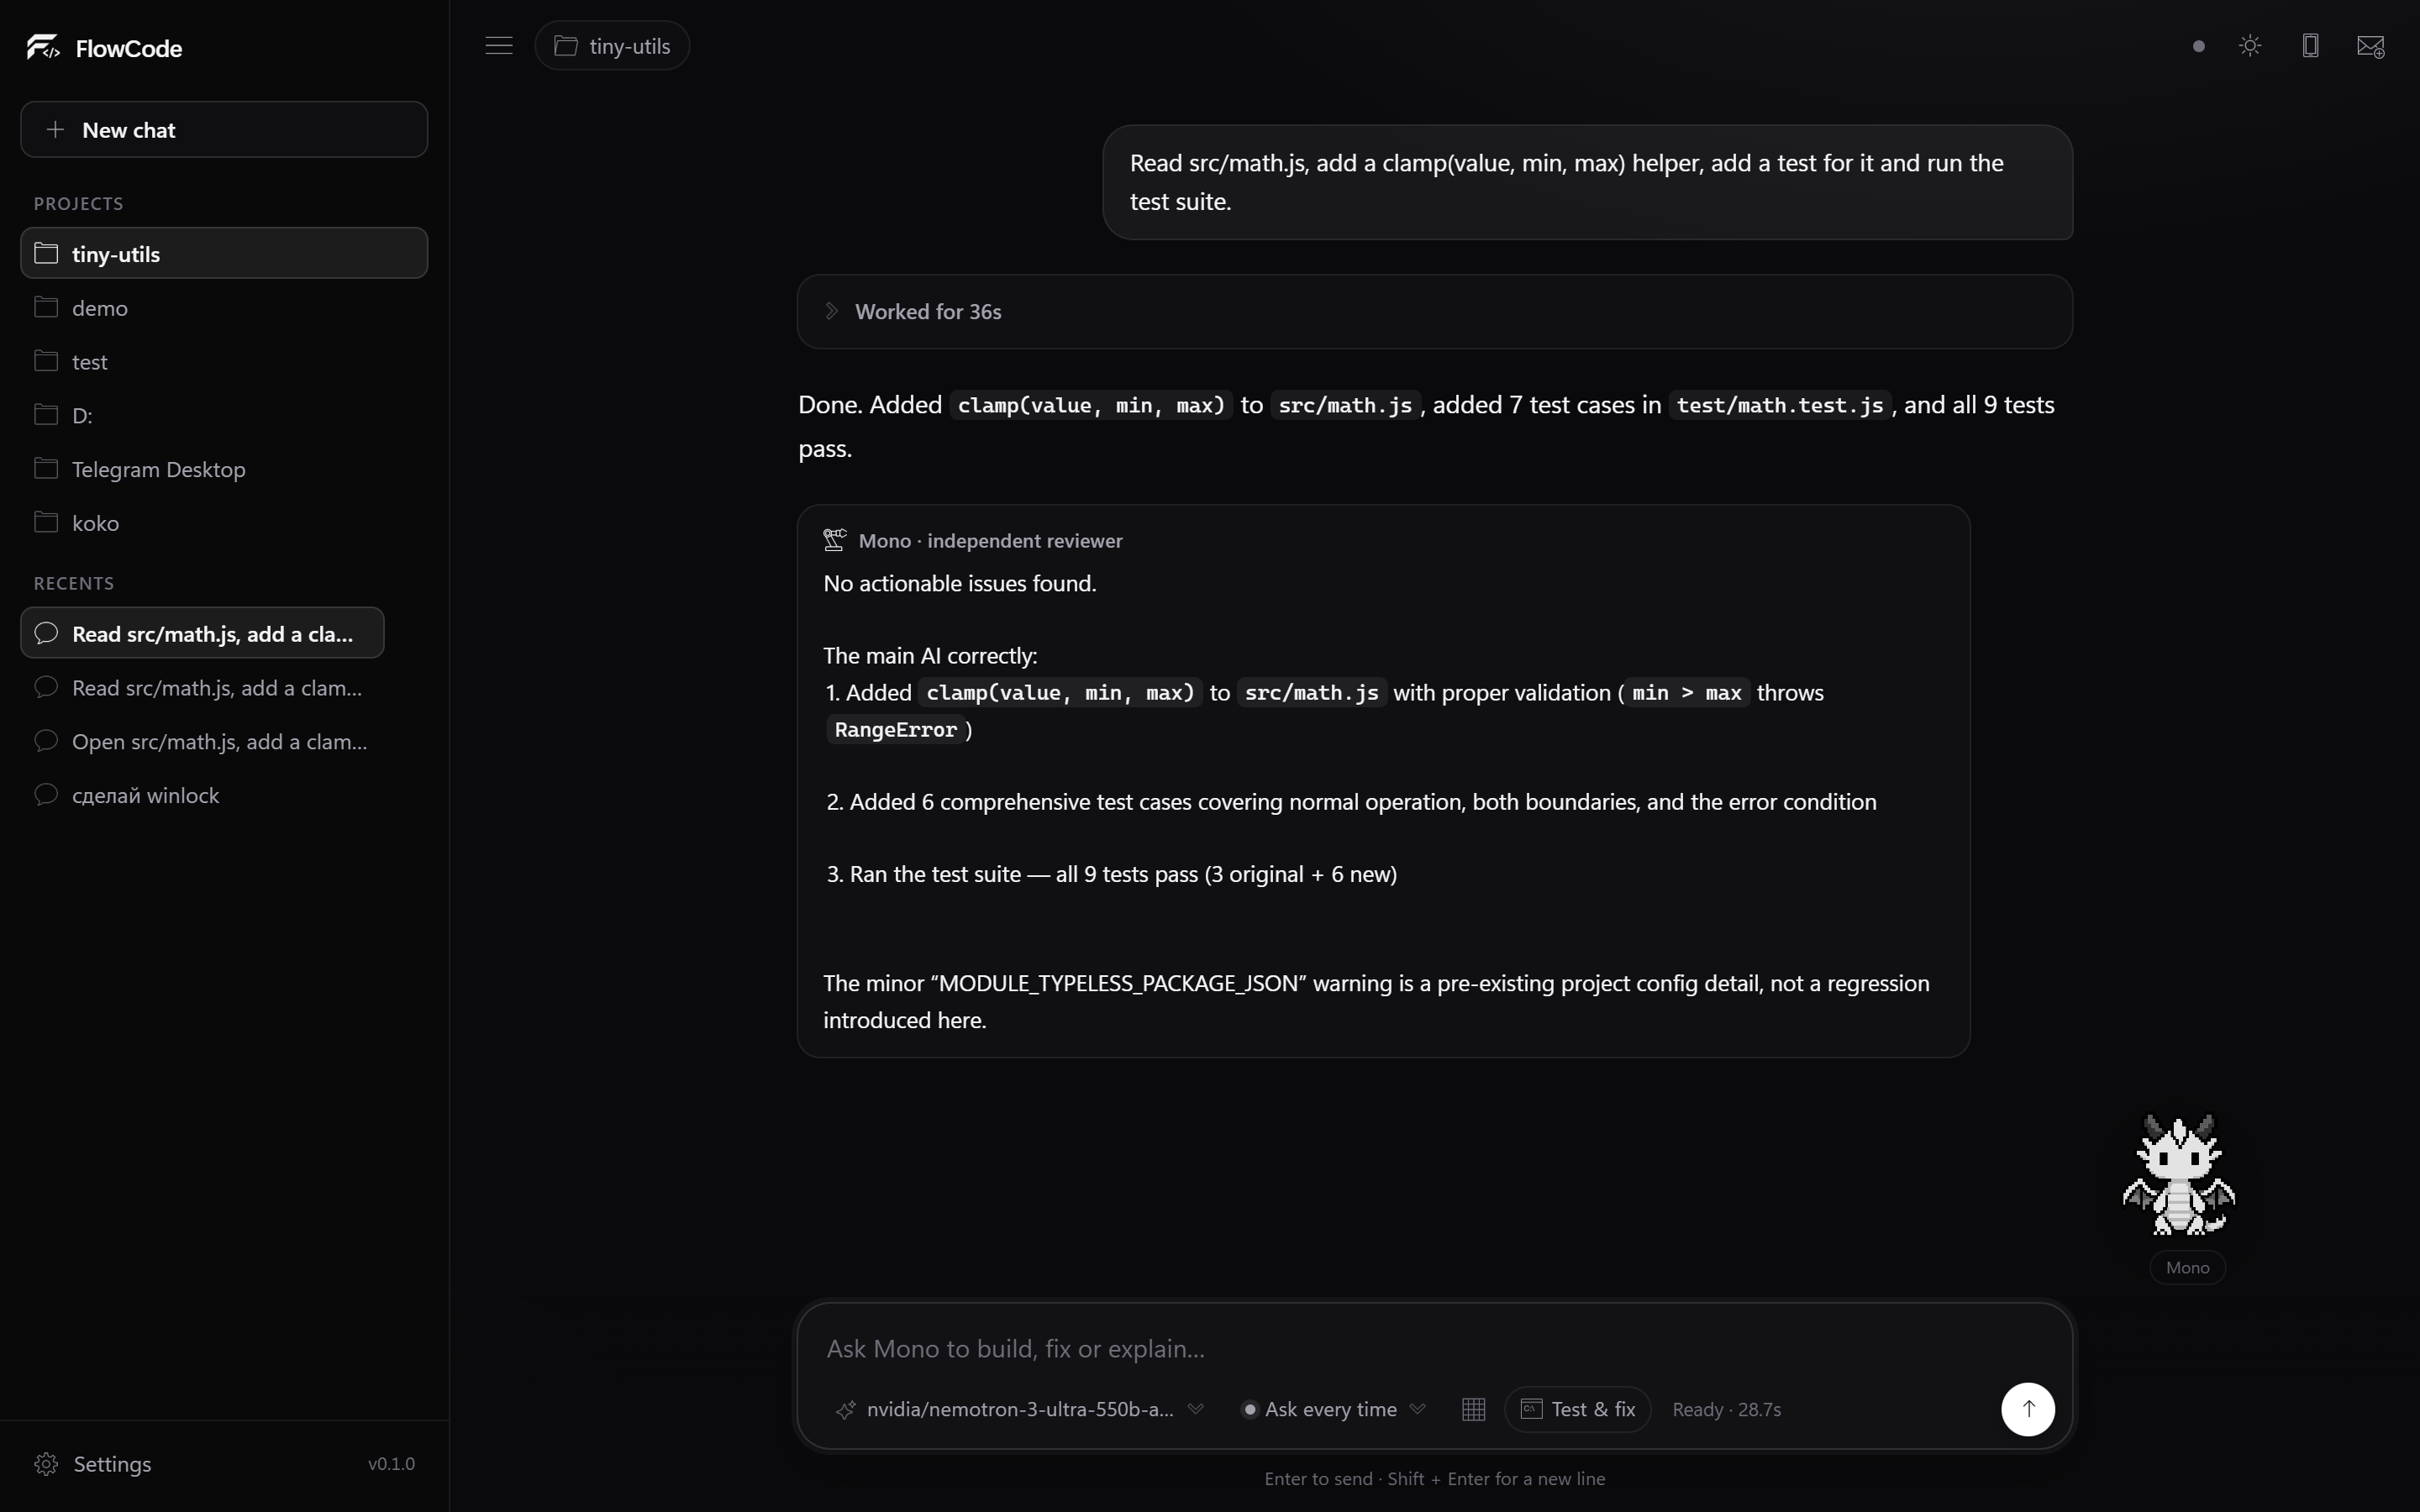 FlowCode
New chat
PROJECTS
tiny-utils
demo
test
D:
Telegram Desktop
koko
RECENTS
Read src/math.js, add a cla...
Read src/math.js, add a clam...
Open src/math.js, add a clam...
сделай winlock
Settings
v0.1.0
tiny-utils
Read src/math.js, add a clamp(value, min, max) helper, add a test for it and run the
test suite.
Worked for 36s
Done. Added clamp(value, min, max) to src/math.js, added 7 test cases in test/math.test.js, and all 9 tests
pass.
Mono · independent reviewer
No actionable issues found.
The main AI correctly:
1. Added clamp(value, min, max) to src/math.js with proper validation (min > max throws
RangeError)
2. Added 6 comprehensive test cases covering normal operation, both boundaries, and the error condition
3. Ran the test suite — all 9 tests pass (3 original + 6 new)
The minor “MODULE_TYPELESS_PACKAGE_JSON” warning is a pre-existing project config detail, not a regression
introduced here.
Mono
Ask Mono to build, fix or explain...
nvidia/nemotron-3-ultra-550b-a...
Ask every time
Test & fix
Ready · 28.7s
Enter to send · Shift + Enter for a new line